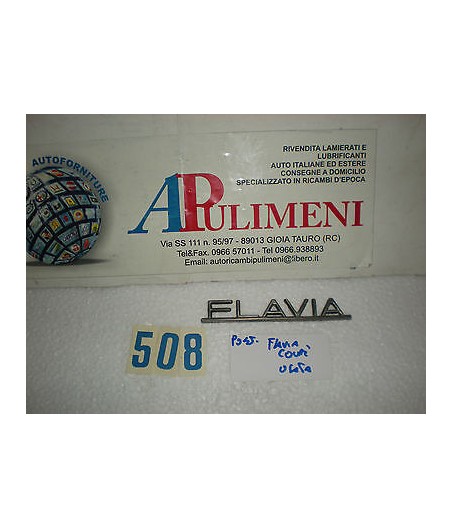 AUTOFORNITURE
RIVENDITA LAMIERATI E
LUBRIFICANTI
AUTO ITALIANE ED ESTERE
CONSEGNE A DOMICILIO
SPECIALIZZATO IN RICAMBI D'EPOCA
APULIMENI
Via SS 111 n. 95/97 - 89013 GIOIA TAURO (RC)
Tel&Fax. 0966 57011 - Tel 0966.938893
Email: autoricambipulimeni@libero.it
FLAVIA
508
Post. FLAVIA
COUPE
USATA